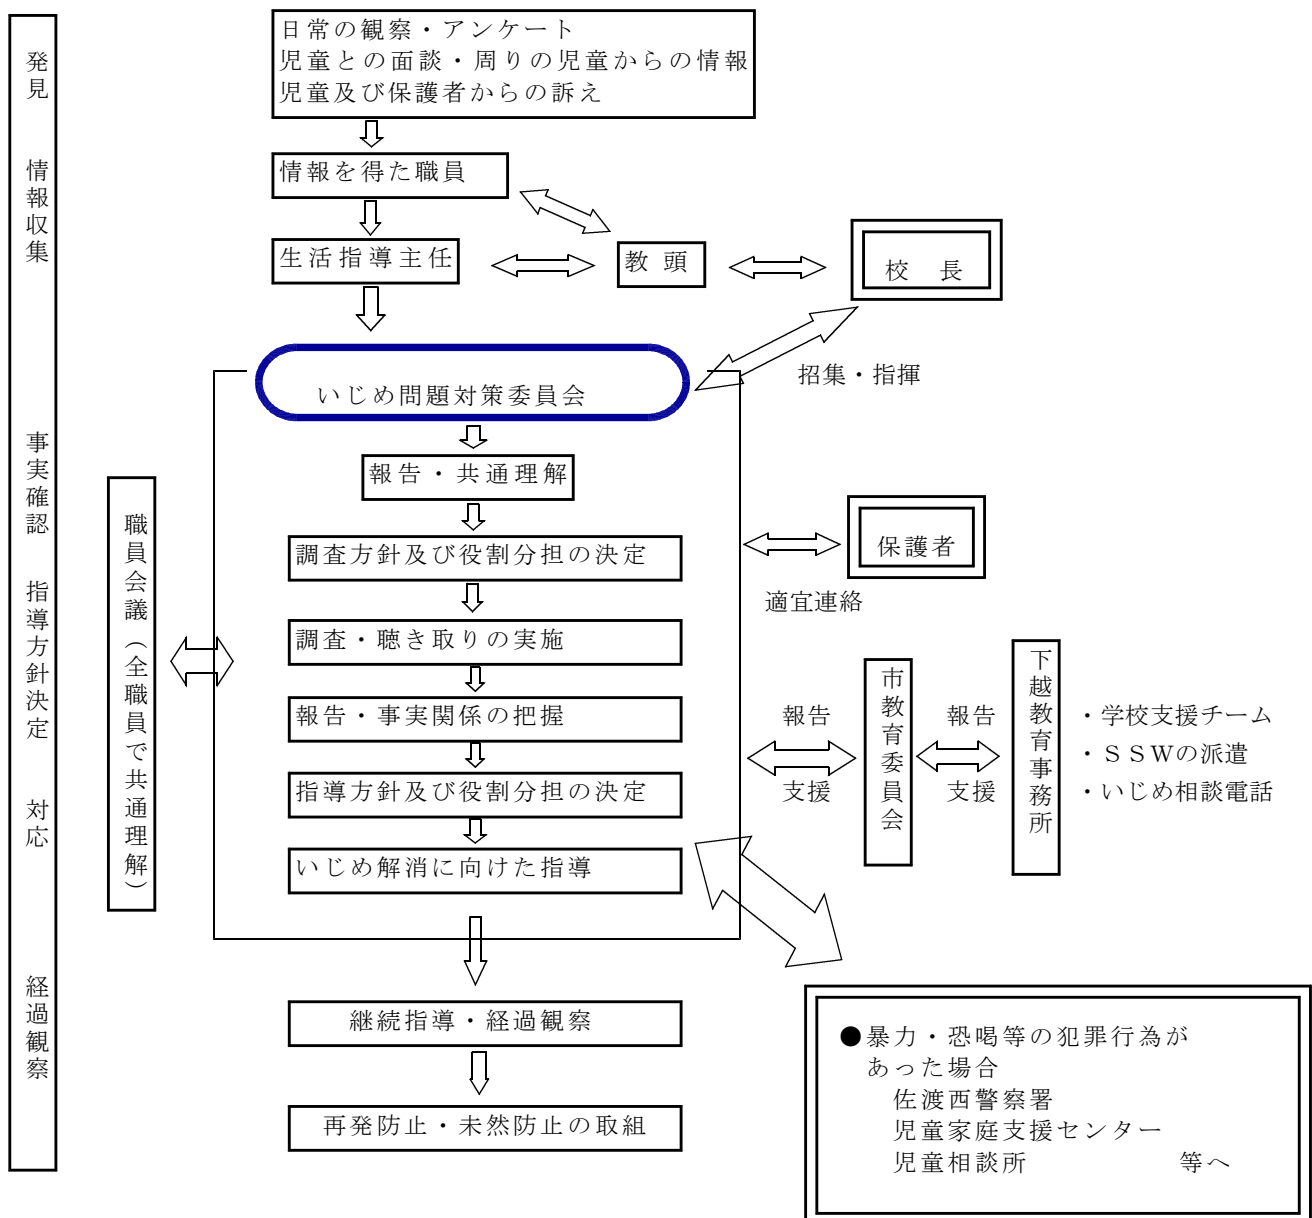 発見
情報収集
事実確認
指導方針決定
対応
経過観察
日常の観察・アンケート
児童との面談・周りの児童からの情報
児童及び保護者からの訴え
情報を得た職員
生活指導主任
教頭
校 長
いじめ問題対策委員会
招集・指揮
報告・共通理解
調査方針及び役割分担の決定
調査・聴き取りの実施
報告・事実関係の把握
指導方針及び役割分担の決定
いじめ解消に向けた指導
職員会議(全職員で共通理解)
保護者
適宜連絡
報告
支援
市教育委員会
報告
支援
下越教育事務所
・学校支援チーム
・ＳＳＷの派遣
・いじめ相談電話
継続指導・経過観察
再発防止・未然防止の取組
●暴力・恐喝等の犯罪行為が
あった場合
佐渡西警察署
児童家庭支援センター
児童相談所 等へ